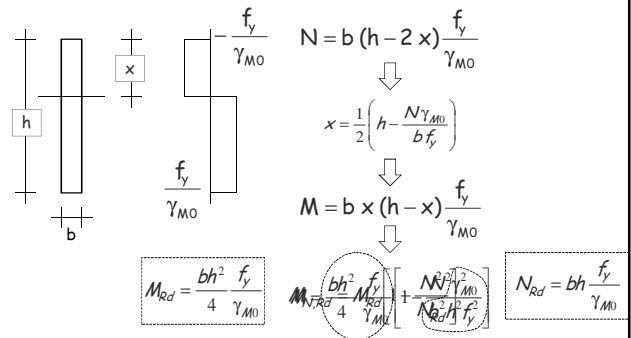 - f_y / γ_M0
N = b (h - 2 x) f_y / γ_M0
x
x = 1/2 ( h - Nγ_M0 / b f_y )
h
f_y / γ_M0
M = b x (h - x) f_y / γ_M0
b
M_Rd = bh² / 4 f_y / γ_M0
N_Rd = bh f_y / γ_M0